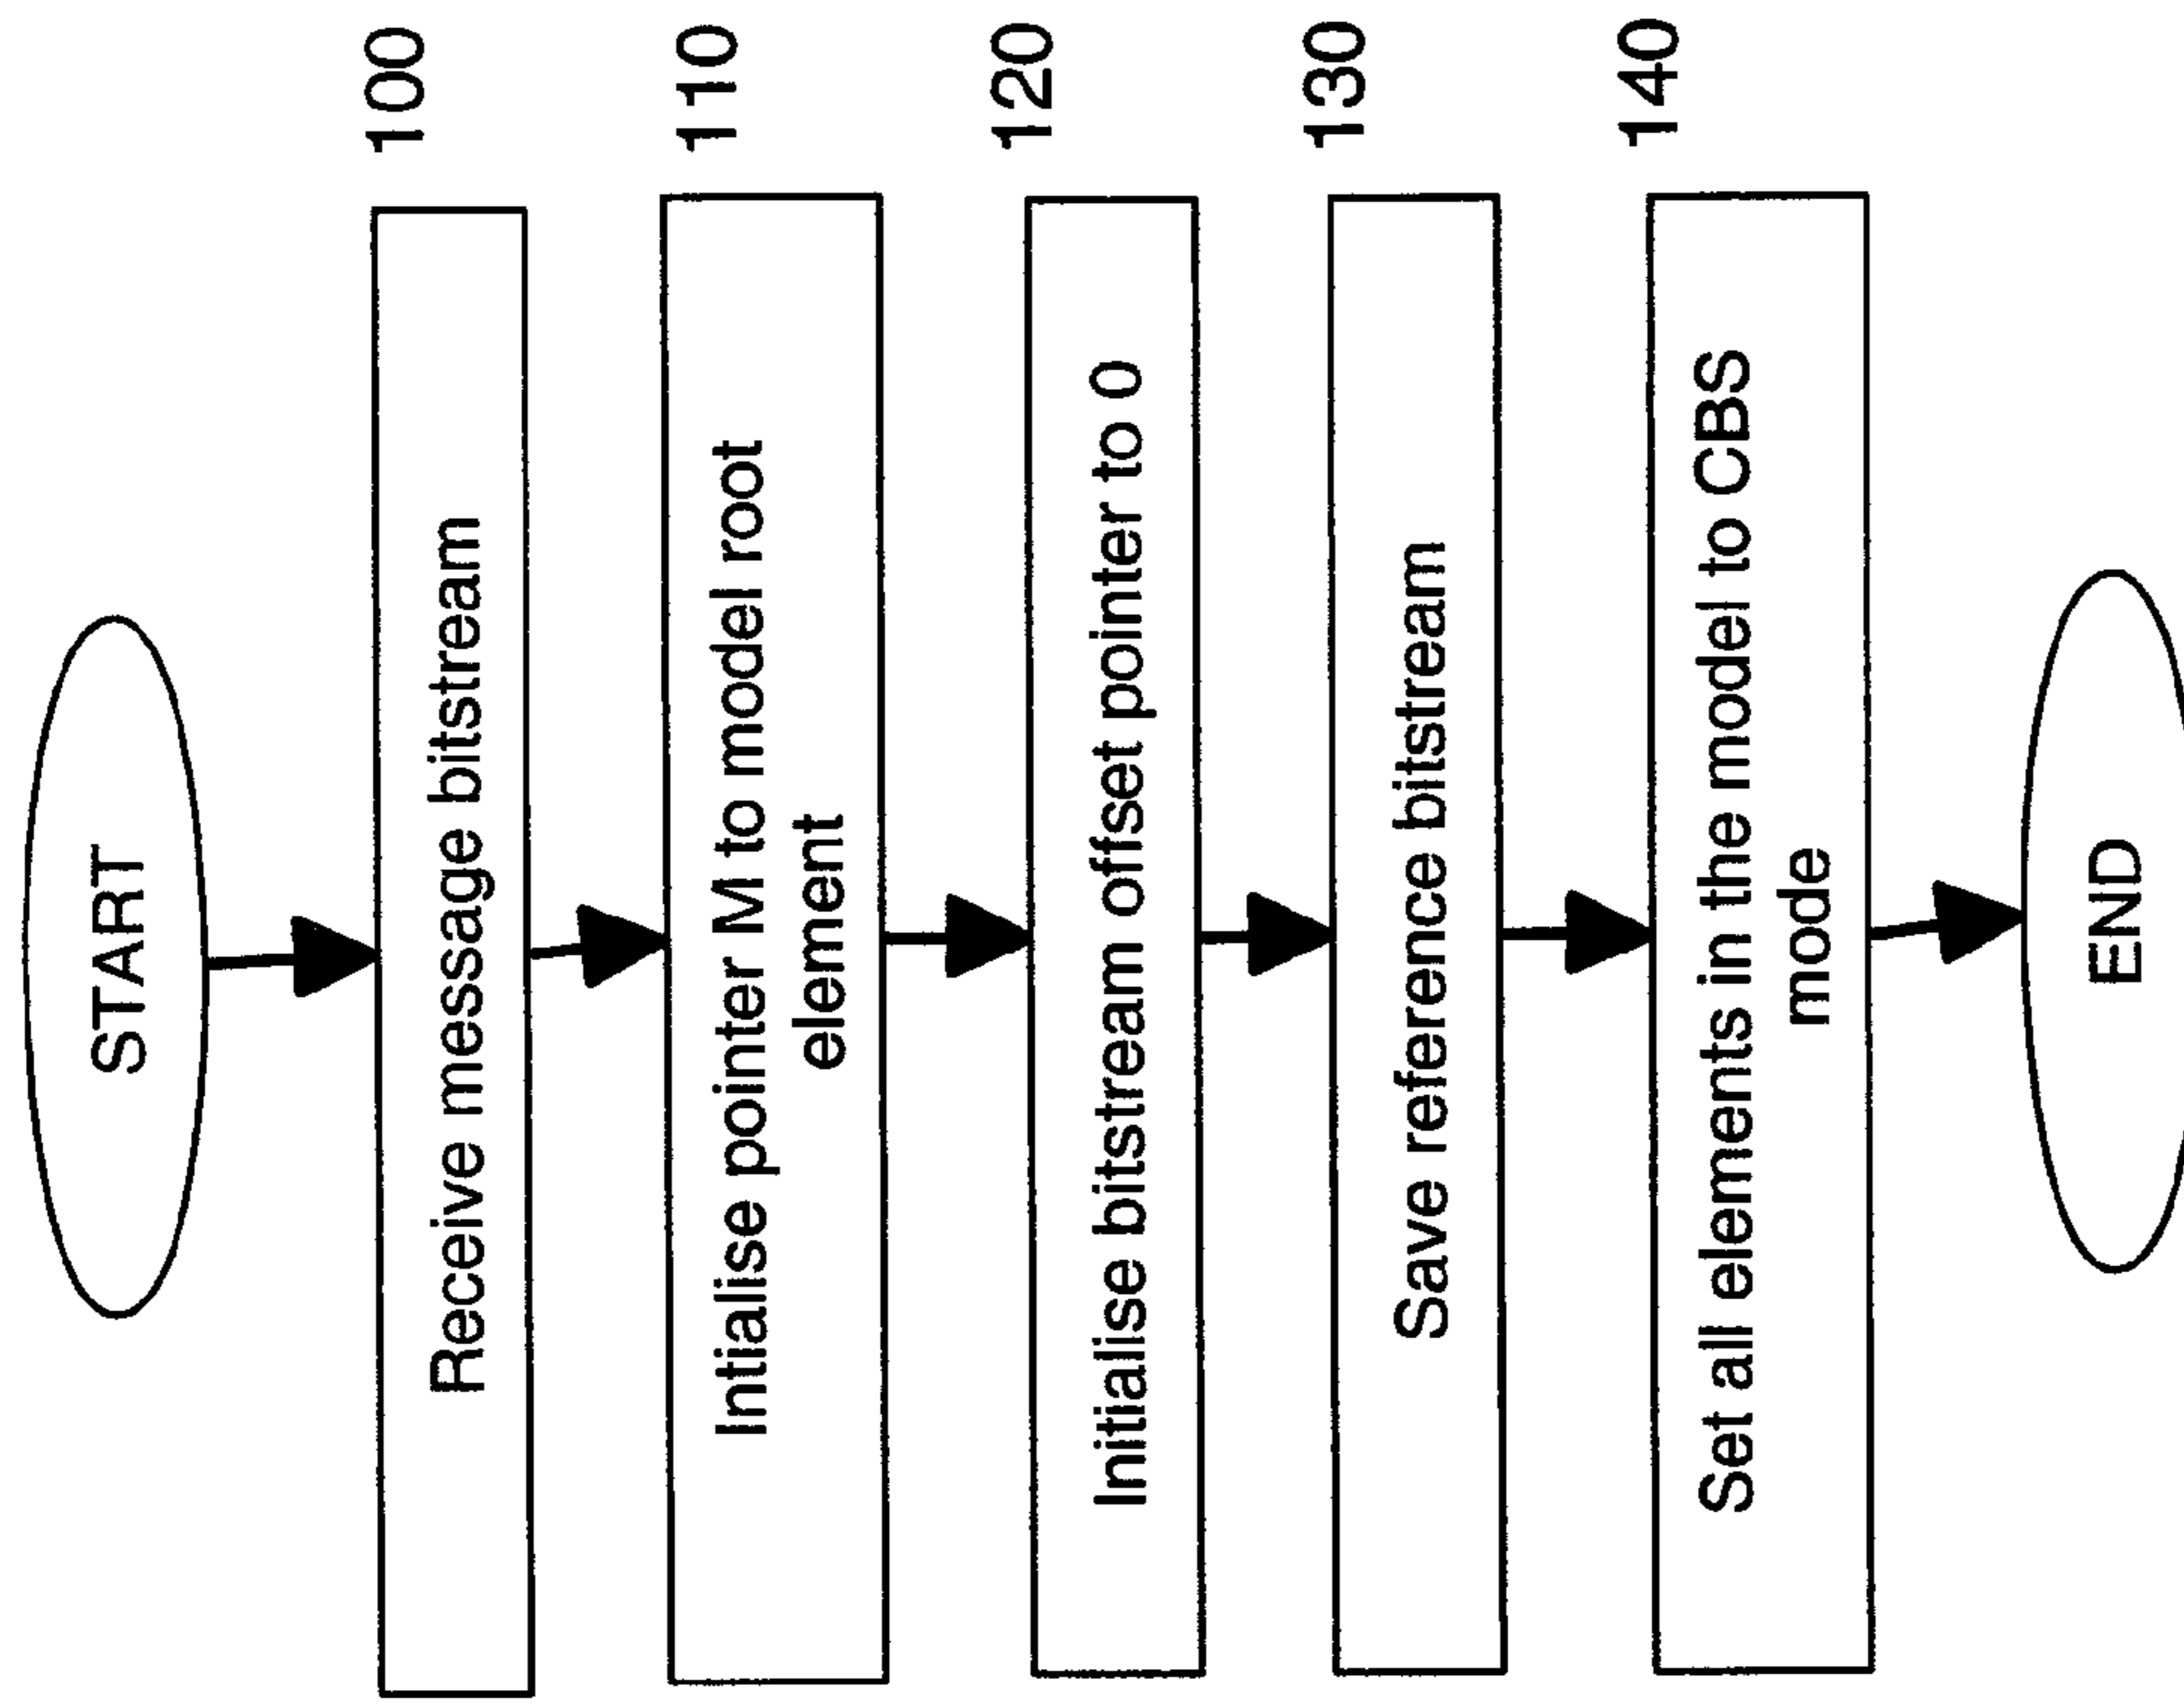 START
100
Receive message bitstream
110
Intialise pointer M to model root
element
120
Initialise bitstream offset pointer to 0
130
Save reference bitstream
140
Set all elements in the model to CBS
mode
END